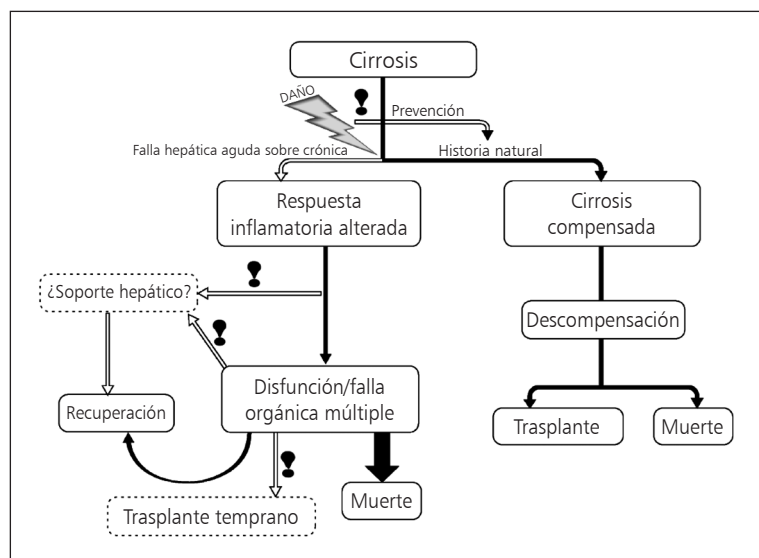 Cirrosis
DAÑO
Prevención
Falla hepática aguda sobre crónica
Historia natural
Respuesta
inflamatoria alterada
Cirrosis
compensada
¿Soporte hepático?
Descompensación
Disfunción/falla
orgánica múltiple
Recuperación
Trasplante
Muerte
Muerte
Trasplante temprano